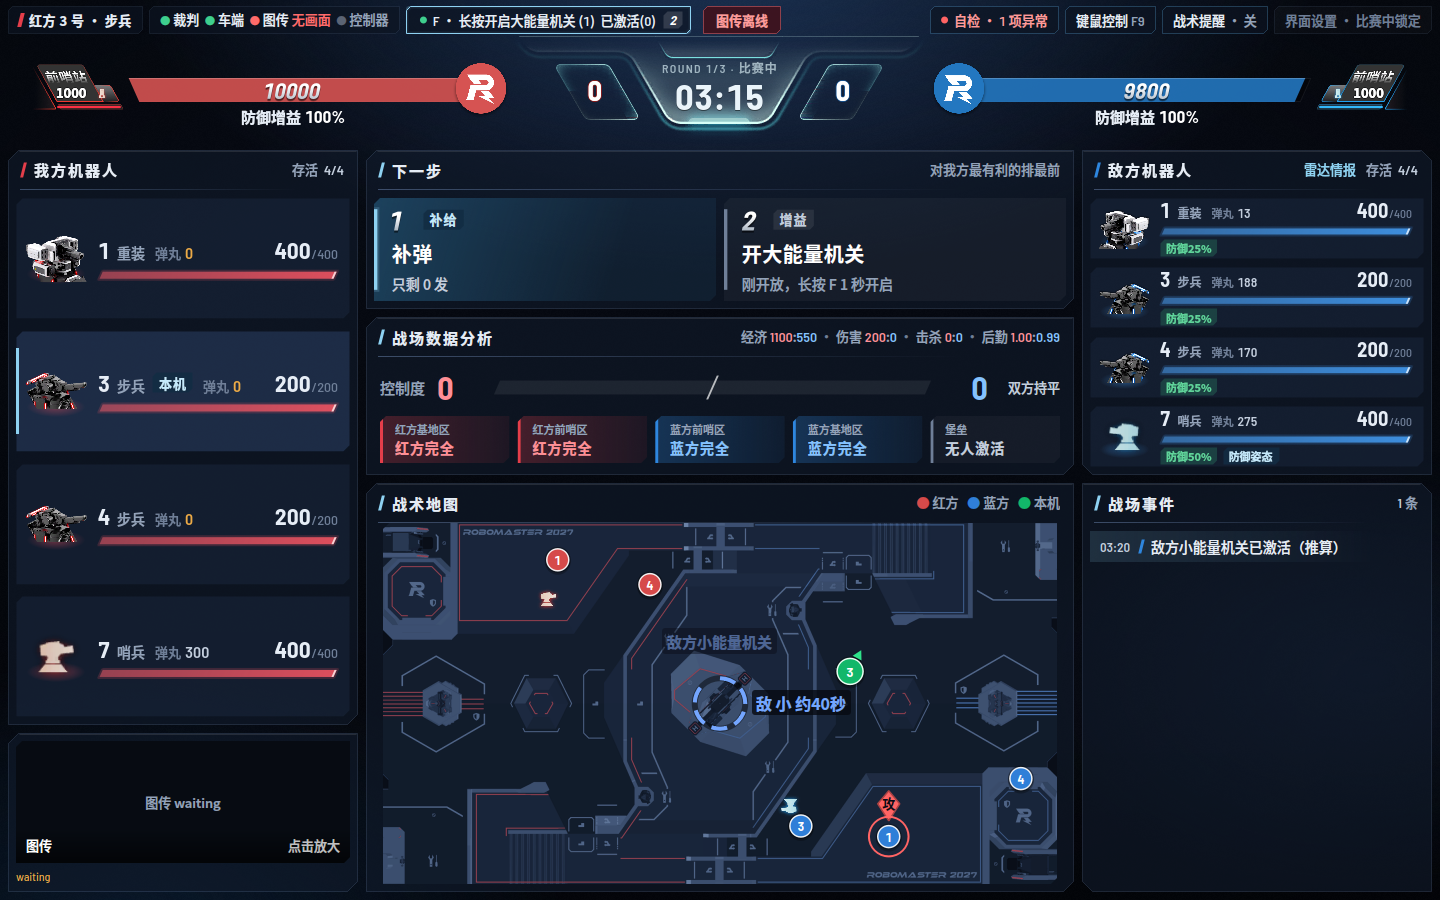 红方 3 号 · 步兵
裁判 车端 图传 无画面 控制器
F · 长按开启大能量机关 (1) 已激活(0) 2
图传离线
自检 · 1 项异常
键鼠控制 F9
战术提醒 · 关
界面设置 · 比赛中锁定
前哨站
1000
10000
防御增益 100%
0
ROUND 1/3 · 比赛中
03:15
0
9800
防御增益 100%
前哨站
1000
我方机器人
存活 4/4
1 重装 弹丸 0 400/400
3 步兵 本机 弹丸 0 200/200
4 步兵 弹丸 0 200/200
7 哨兵 弹丸 300 400/400
图传 waiting
图传 点击放大
waiting
下一步
对我方最有利的排最前
1 补给
补弹
只剩 0 发
2 增益
开大能量机关
刚开放，长按 F 1 秒开启
战场数据分析
经济 1100:550 · 伤害 200:0 · 击杀 0:0 · 后勤 1.00:0.99
控制度 0
0 双方持平
红方基地区
红方完全
红方前哨区
红方完全
蓝方前哨区
蓝方完全
蓝方基地区
蓝方完全
堡垒
无人激活
战术地图
红方 蓝方 本机
ROBOMASTER 2027
1
4
敌方小能量机关
3
敌 小 约40秒
4
攻
3
1
ROBOMASTER 2027
敌方机器人
雷达情报 存活 4/4
1 重装 弹丸 13 400/400
防御25%
3 步兵 弹丸 188 200/200
防御25%
4 步兵 弹丸 170 200/200
防御25%
7 哨兵 弹丸 275 400/400
防御50% 防御姿态
战场事件
1 条
03:20 敌方小能量机关已激活（推算）